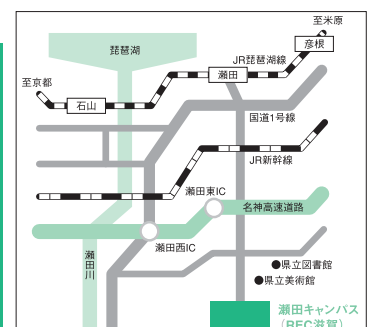 至米原
彦根
琵琶湖
JR琵琶湖線
瀬田
至京都
石山
国道1号線
JR新幹線
瀬田東IC
名神高速道路
瀬田西IC
瀬田川
●県立図書館
●県立美術館
瀬田キャンパス
(REC滋賀)